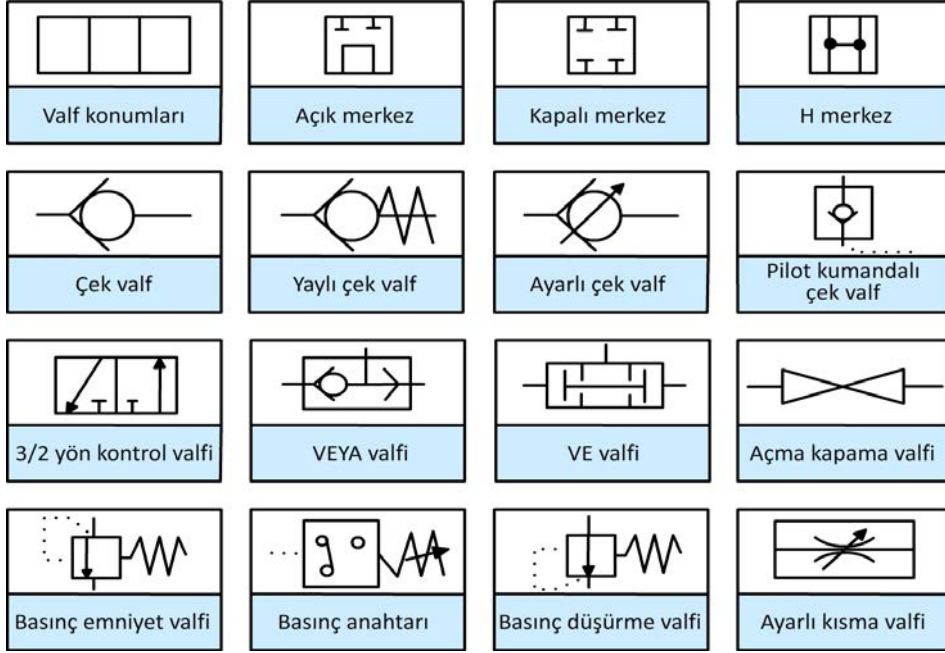 Valf konumları
Açık merkez
Kapalı merkez
H merkez
Çek valf
Yaylı çek valf
Ayarlı çek valf
Pilot kumandalı
çek valf
3/2 yön kontrol valfi
VEYA valfi
VE valfi
Açma kapama valfi
Basınç emniyet valfi
Basınç anahtarı
Basınç düşürme valfi
Ayarlı kısma valfi